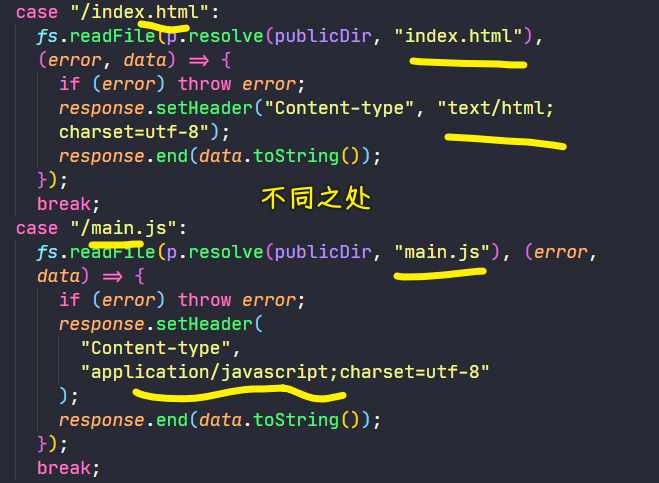 case "/index.html":
fs.readFile(p.resolve(publicDir, "index.html"),
(error, data) => {
if (error) throw error;
response.setHeader("Content-type", "text/html;
charset=utf-8");
response.end(data.toString());
});
break;
不同之处
case "/main.js":
fs.readFile(p.resolve(publicDir, "main.js"), (error,
data) => {
if (error) throw error;
response.setHeader(
"Content-type",
"application/javascript;charset=utf-8"
);
response.end(data.toString());
});
break;